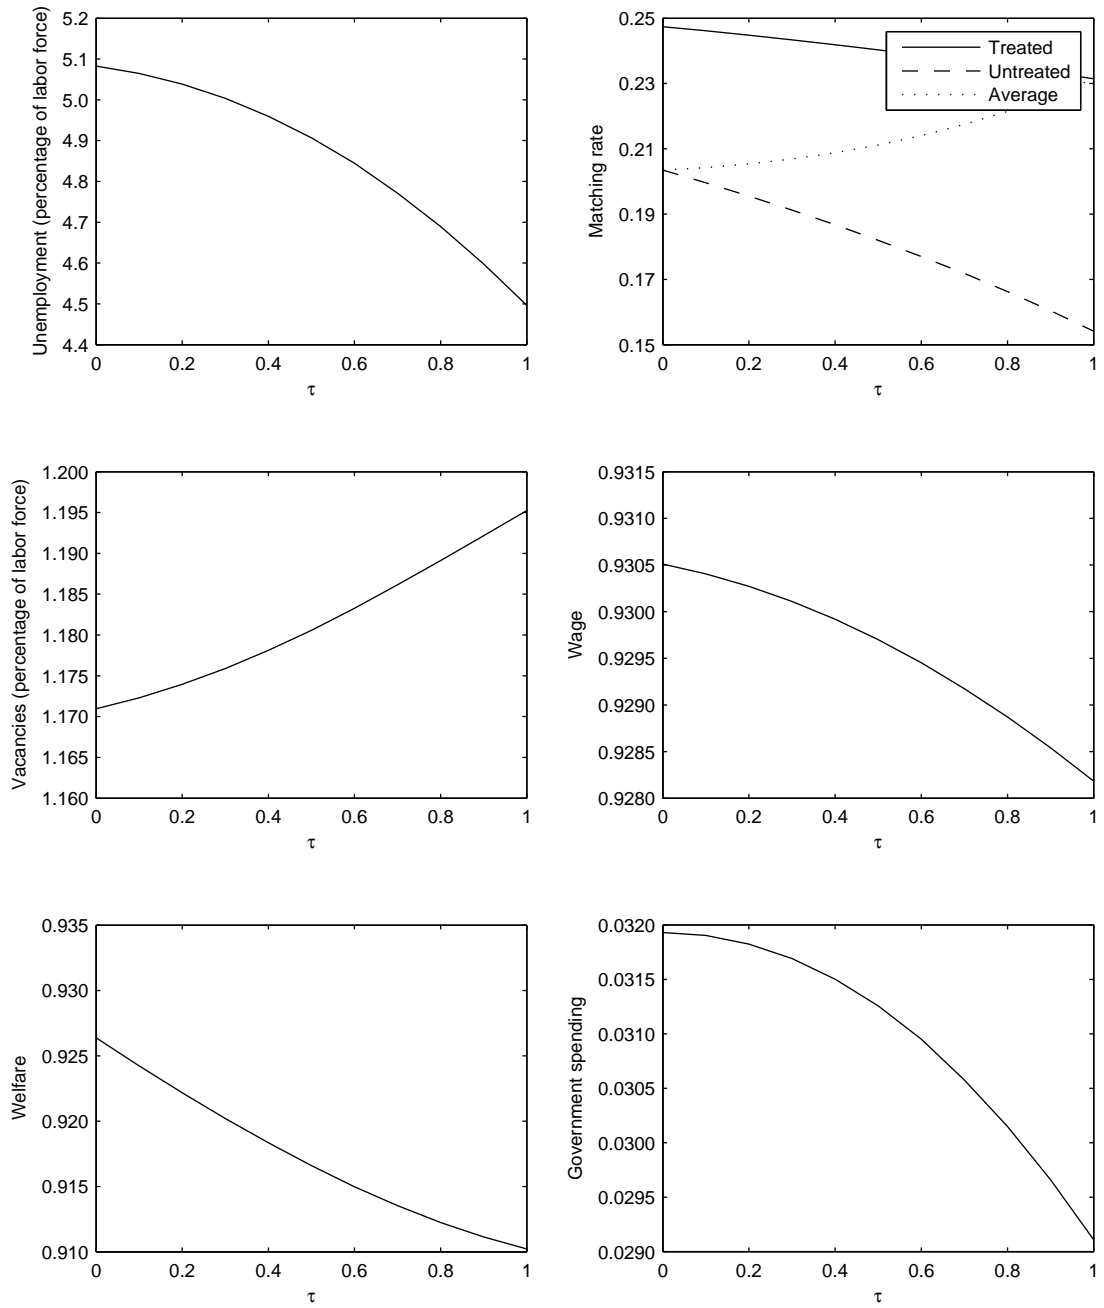 5.2
5.1
5.0
4.9
4.8
4.7
4.6
4.5
4.4
Unemployment (percentage of labor force)
0 0.2 0.4 0.6 0.8 1
τ
0.25
0.23
0.21
0.19
0.17
0.15
Matching rate
Treated
Untreated
Average
0 0.2 0.4 0.6 0.8 1
τ
1.200
1.195
1.190
1.185
1.180
1.175
1.170
1.165
1.160
Vacancies (percentage of labor force)
0 0.2 0.4 0.6 0.8 1
τ
0.9315
0.9310
0.9305
0.9300
0.9295
0.9290
0.9285
0.9280
Wage
0 0.2 0.4 0.6 0.8 1
τ
0.935
0.930
0.925
0.920
0.915
0.910
Welfare
0 0.2 0.4 0.6 0.8 1
τ
0.0320
0.0315
0.0310
0.0305
0.0300
0.0295
0.0290
Government spending
0 0.2 0.4 0.6 0.8 1
τ